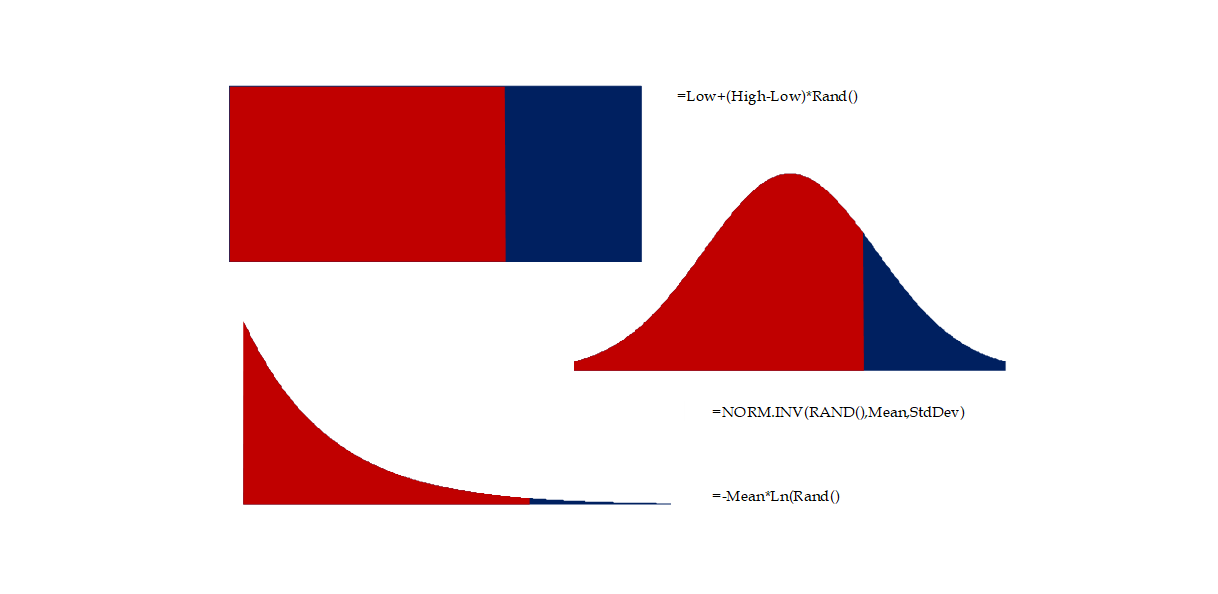 =Low+(High-Low)*Rand()
=NORM.INV(RAND(),Mean,StdDev)
=-Mean*Ln(Rand()